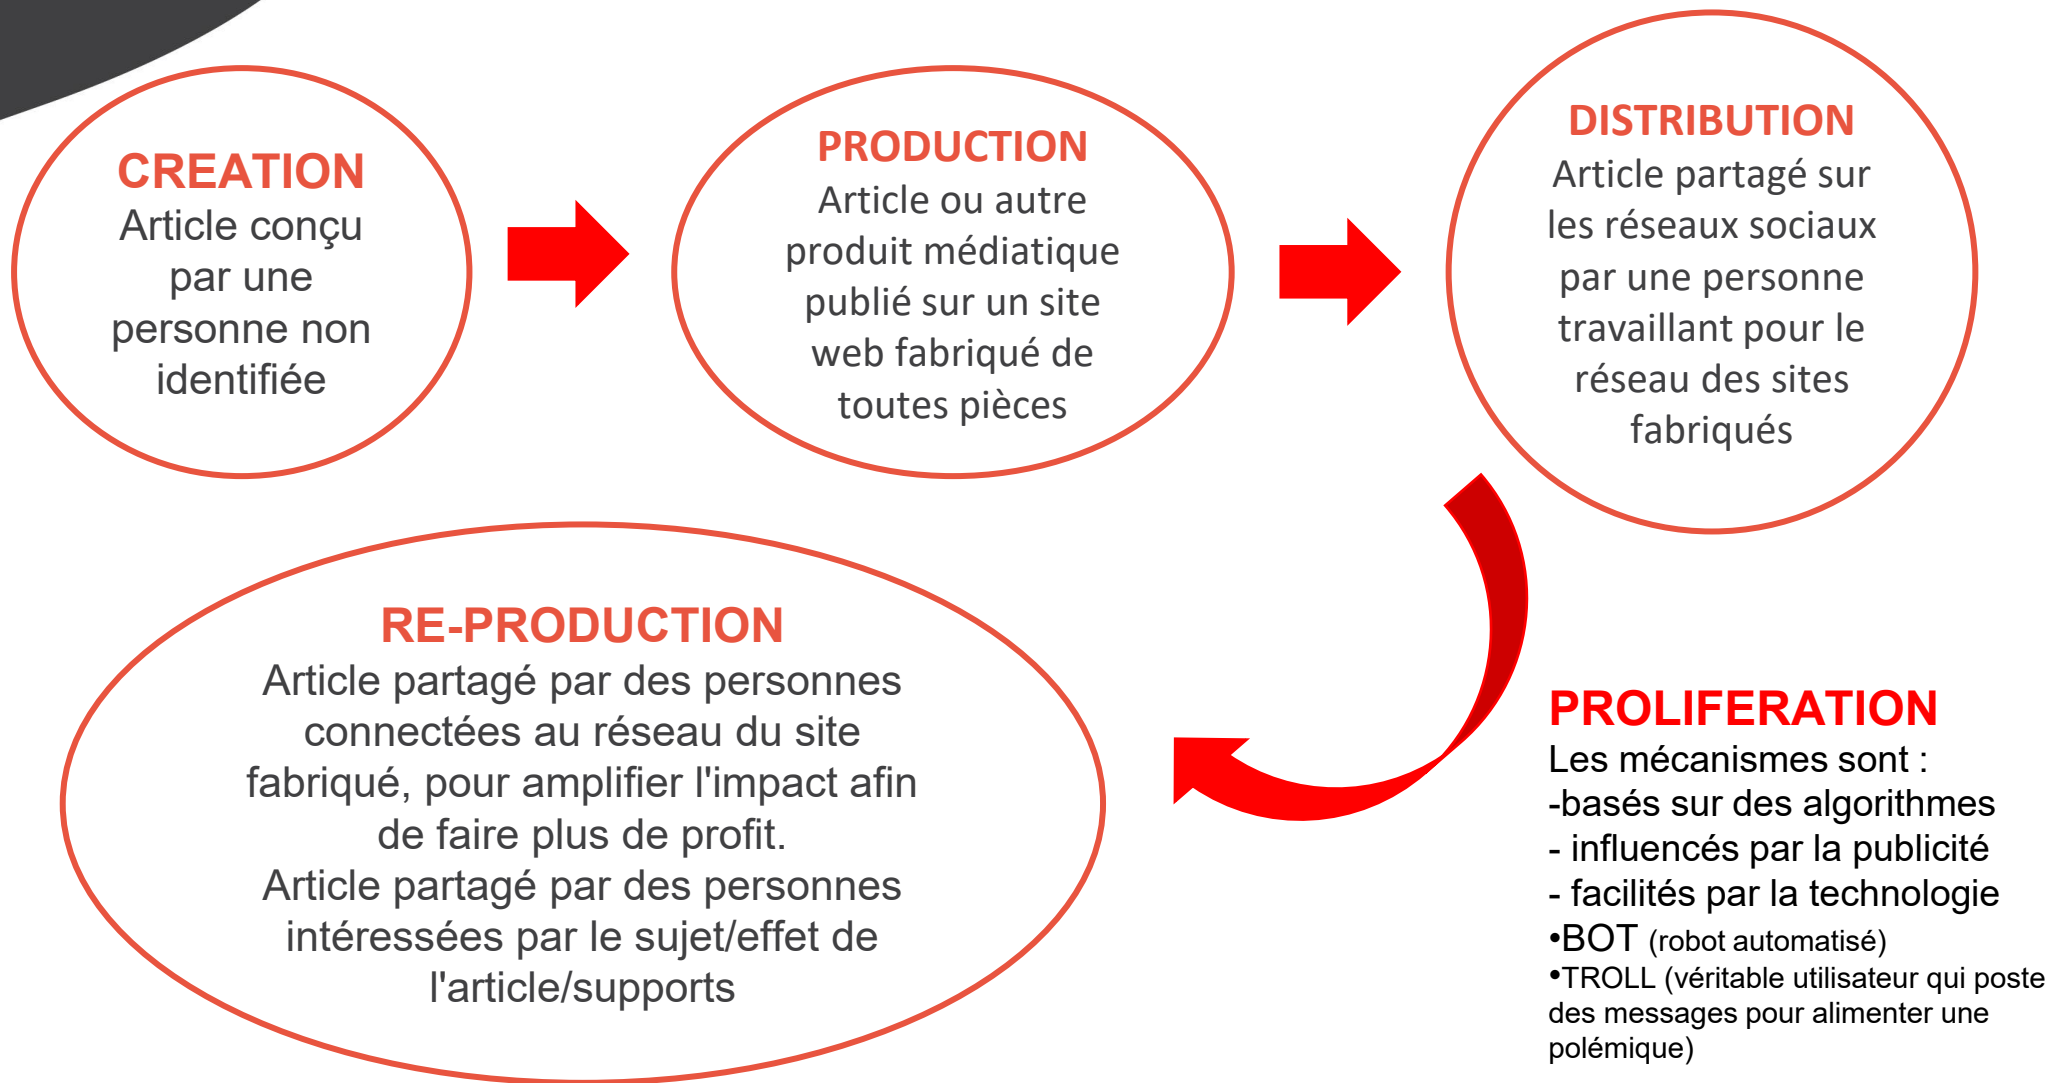 CREATION
Article conçu
par une
personne non
identifiée
PRODUCTION
Article ou autre
produit médiatique
publié sur un site
web fabriqué de
toutes pièces
DISTRIBUTION
Article partagé sur
les réseaux sociaux
par une personne
travaillant pour le
réseau des sites
fabriqués
RE-PRODUCTION
Article partagé par des personnes
connectées au réseau du site
fabriqué, pour amplifier l'impact afin
de faire plus de profit.
Article partagé par des personnes
intéressées par le sujet/effet de
l'article/supports
PROLIFERATION
Les mécanismes sont :
-basés sur des algorithmes
- influencés par la publicité
- facilités par la technologie
•BOT (robot automatisé)
•TROLL (véritable utilisateur qui poste
des messages pour alimenter une
polémique)